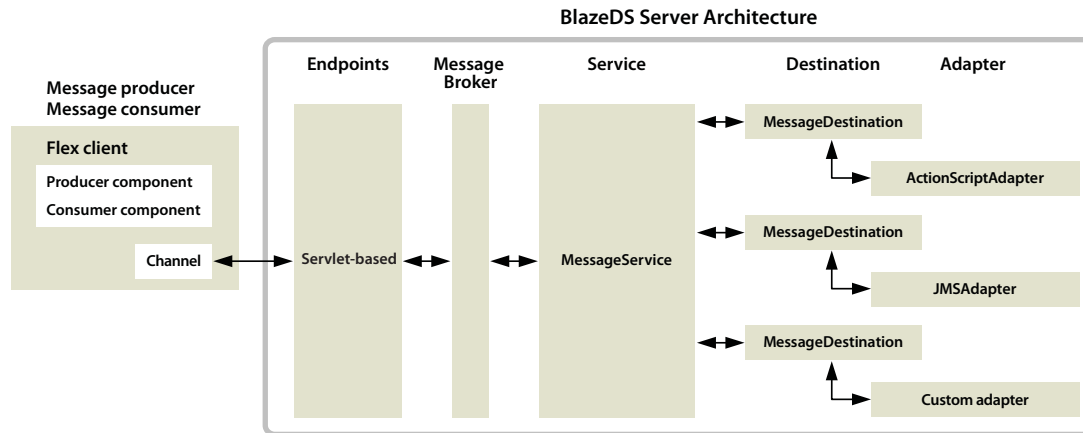 BlazeDS Server Architecture
Message producer
Message consumer
Flex client
Producer component
Consumer component
Channel
Endpoints
Servlet-based
Message
Broker
Service
MessageService
Destination
Adapter
MessageDestination
ActionScriptAdapter
MessageDestination
JMSAdapter
MessageDestination
Custom adapter